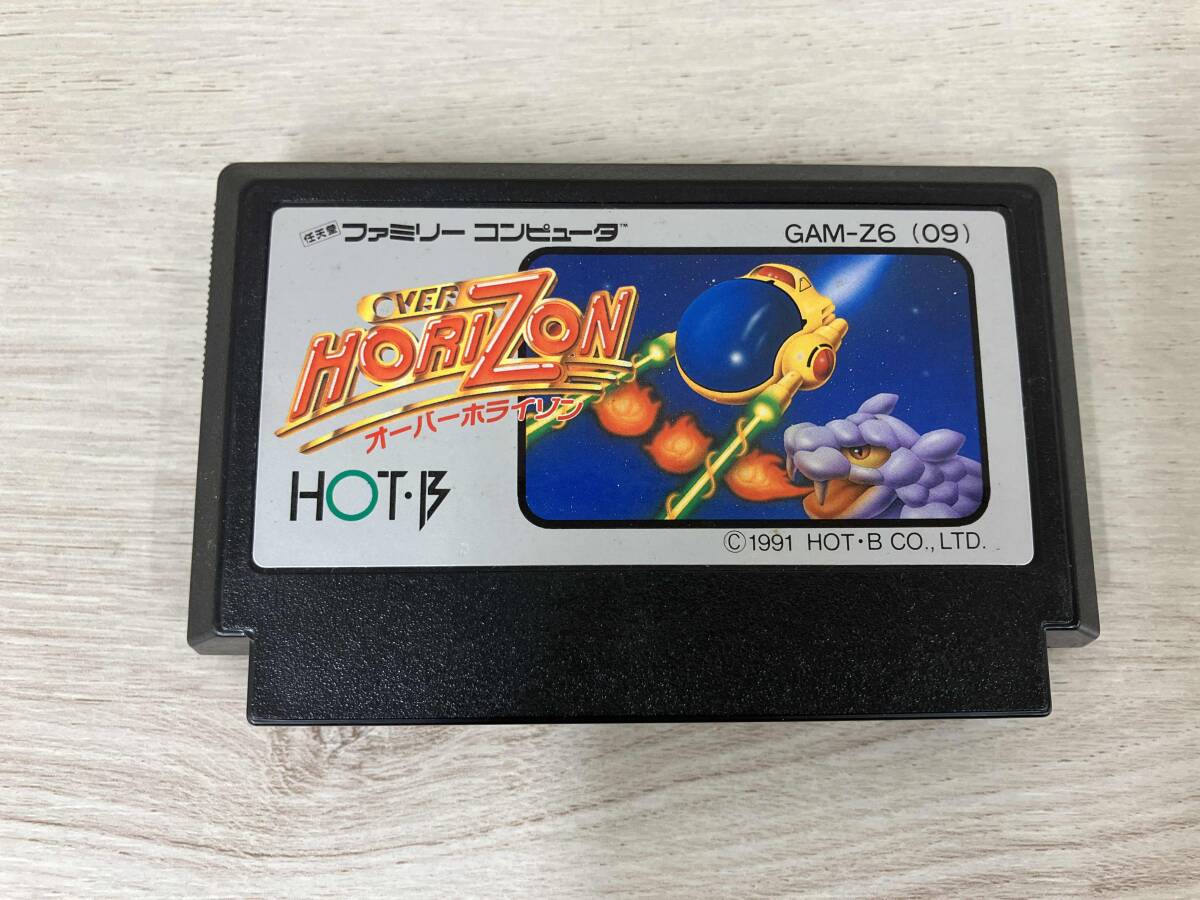 任天堂 ファミリー コンピュータ™
GAM-Z6 (09)
OVER
HORIZON
オーバーホライゾン
HOT・B
©1991 HOT・B CO., LTD.